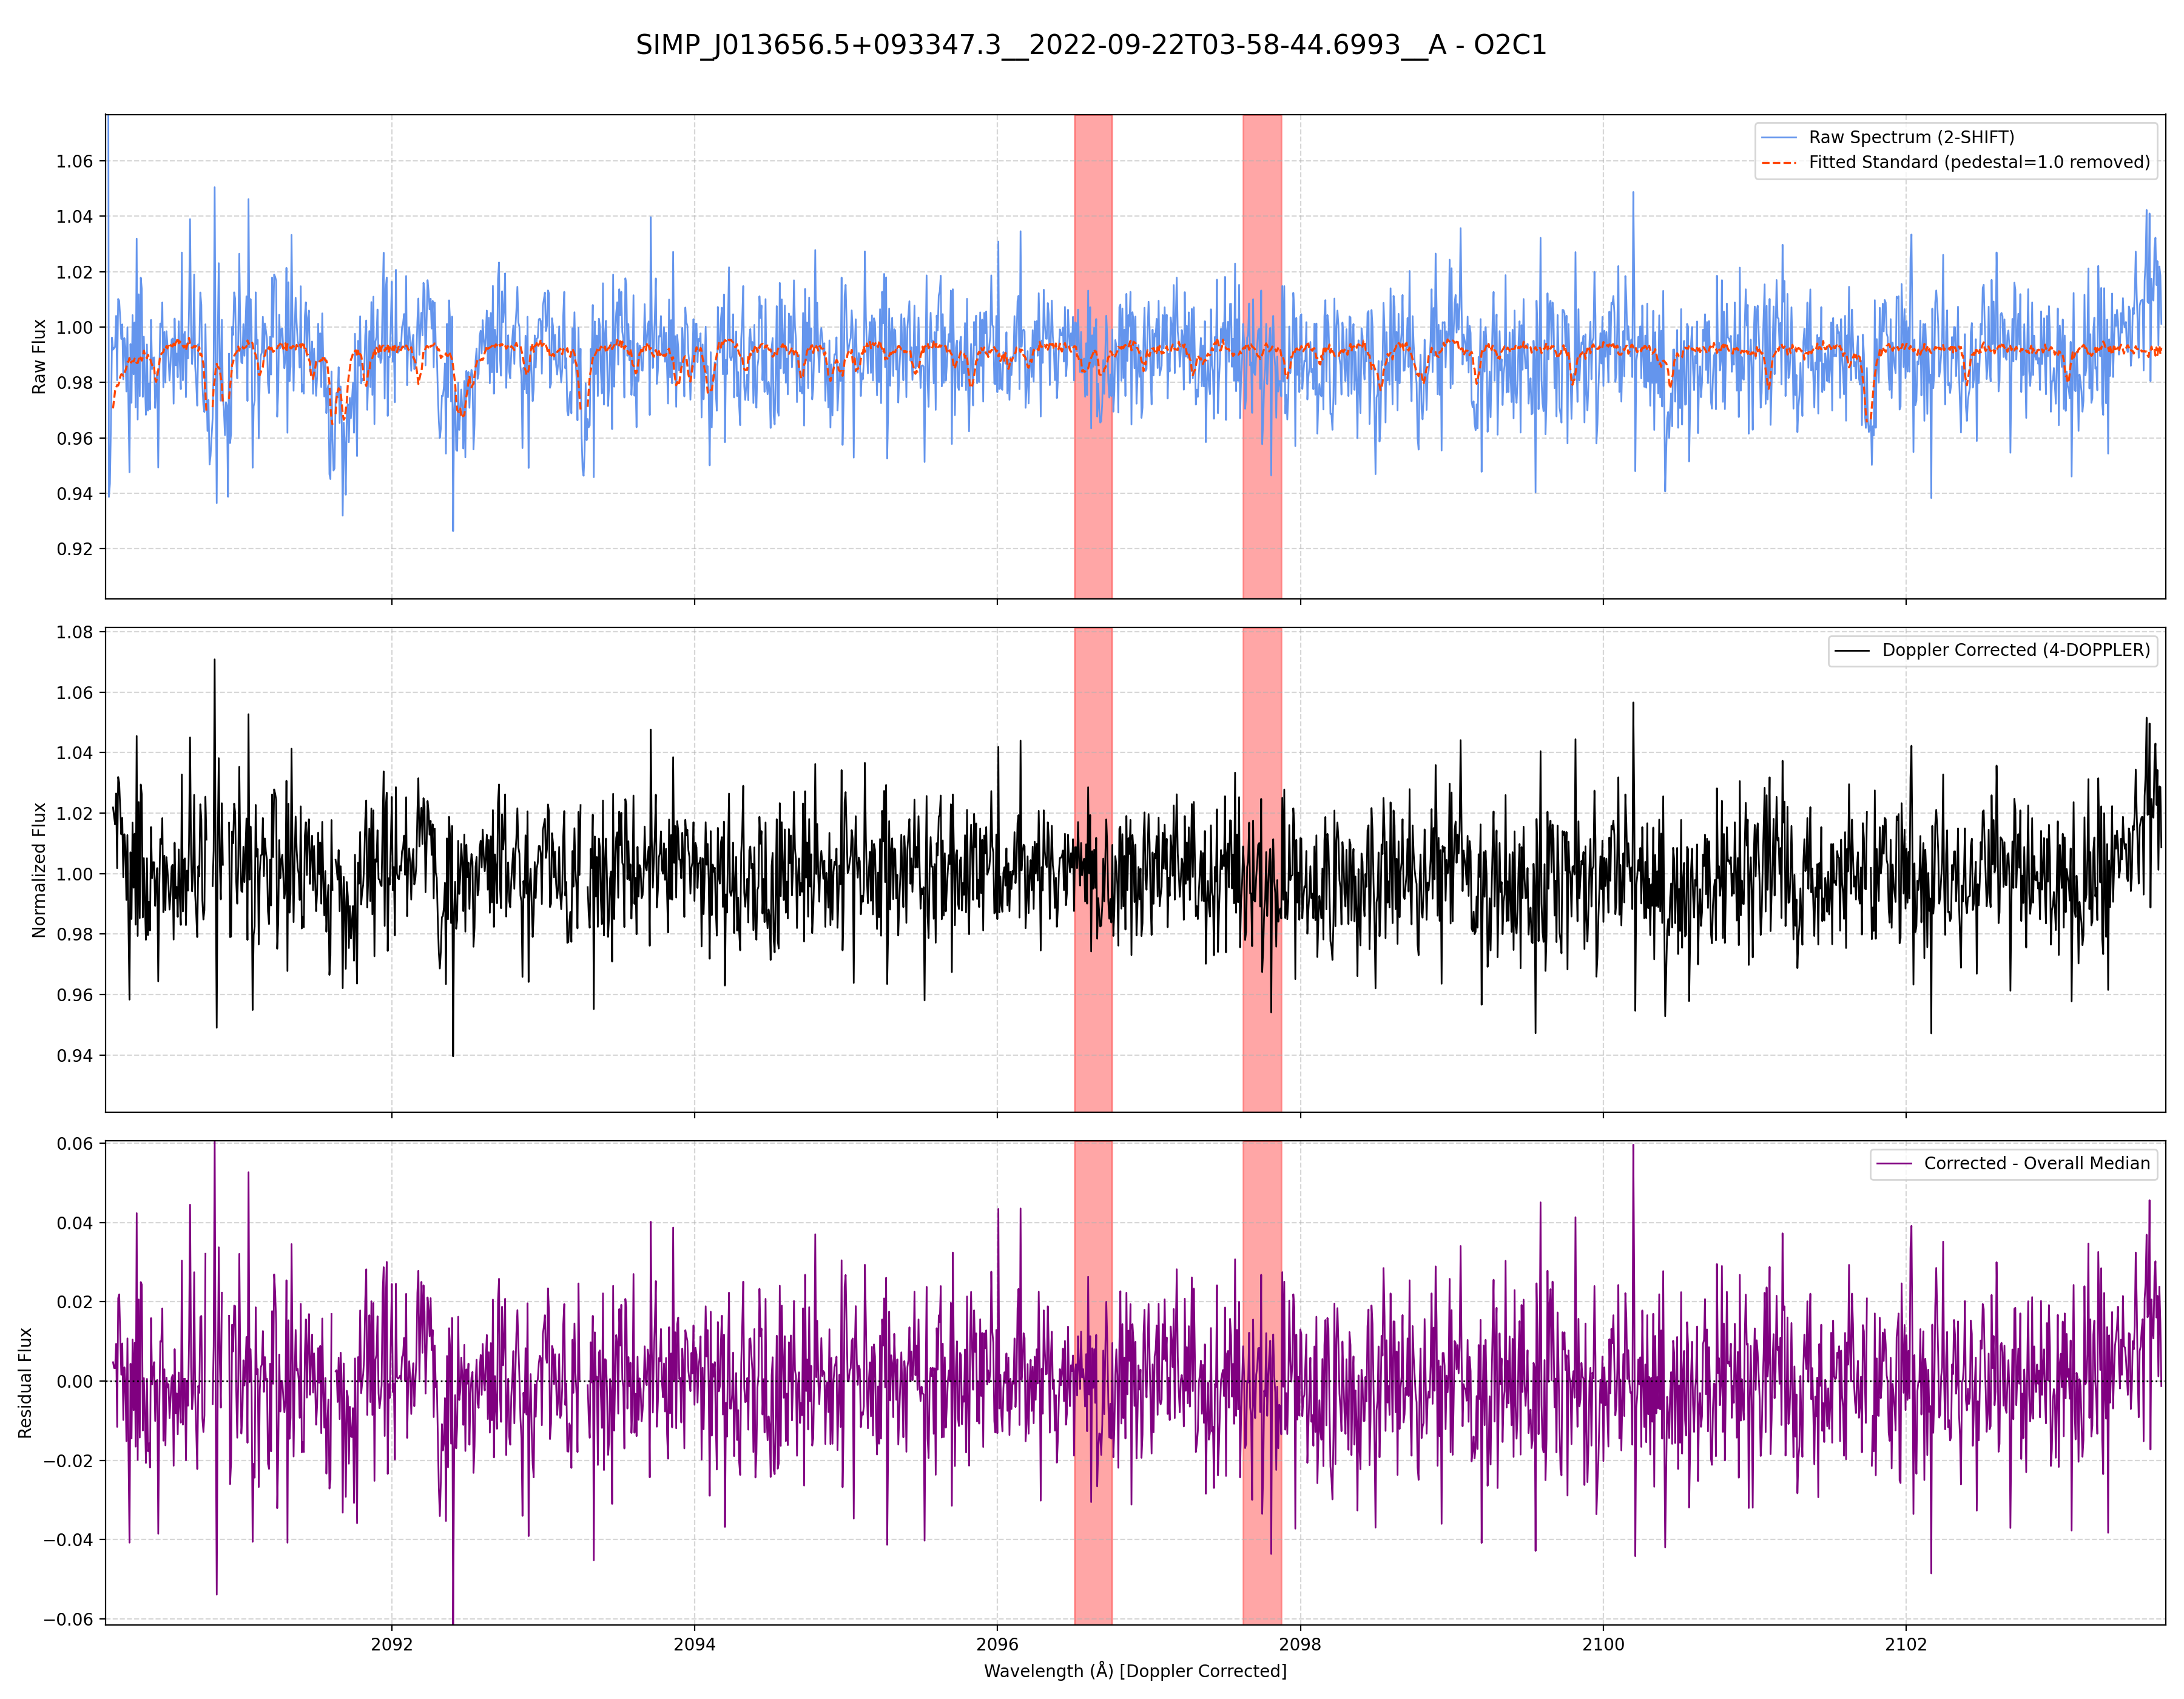 SIMP_J013656.5+093347.3__2022-09-22T03-58-44.6993__A - O2C1
Raw Flux
1.06
1.04
1.02
1.00
0.98
0.96
0.94
0.92
Raw Spectrum (2-SHIFT)
Fitted Standard (pedestal=1.0 removed)
Normalized Flux
1.08
1.06
1.04
1.02
1.00
0.98
0.96
0.94
Doppler Corrected (4-DOPPLER)
Residual Flux
0.06
0.04
0.02
0.00
−0.02
−0.04
−0.06
Corrected - Overall Median
2092 2094 2096 2098 2100 2102
Wavelength (Å) [Doppler Corrected]